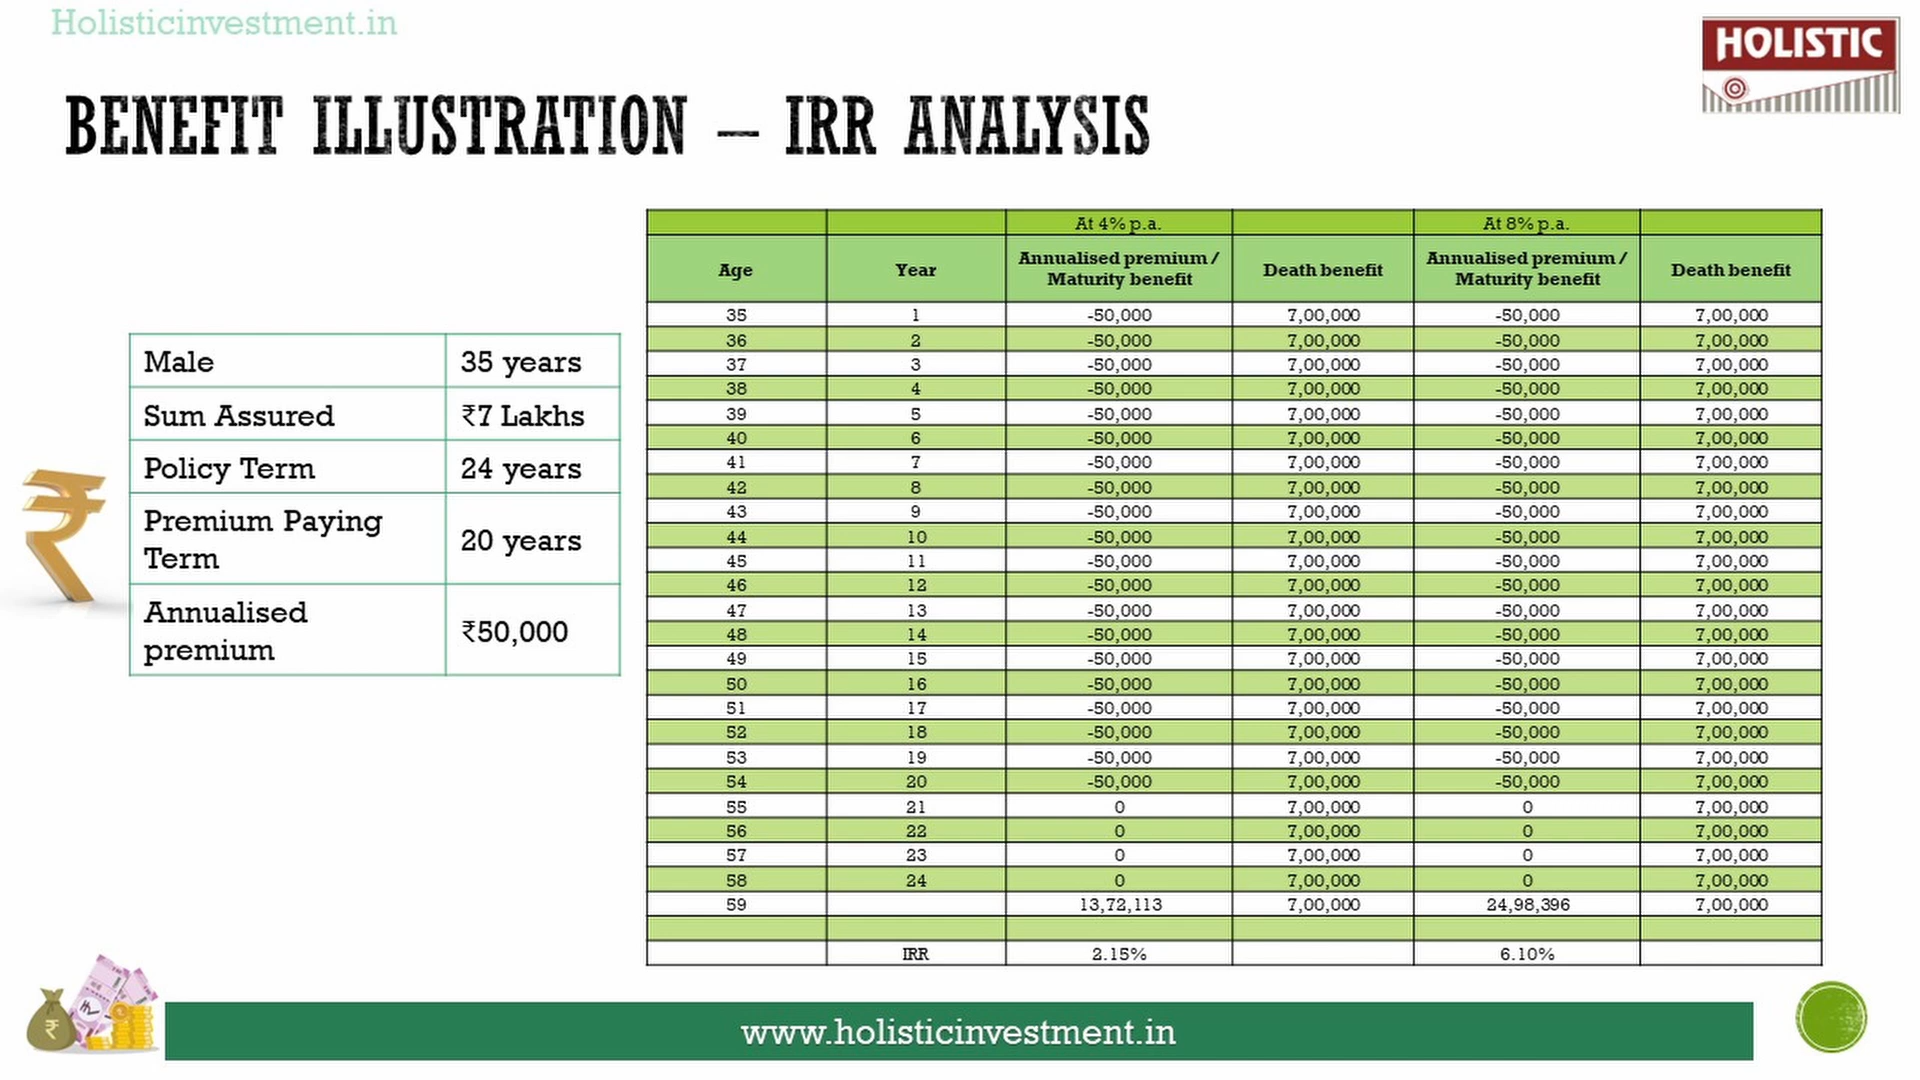 Holisticinvestment.in
HOLISTIC
BENEFIT ILLUSTRATION – IRR ANALYSIS
Male 35 years
Sum Assured ₹7 Lakhs
Policy Term 24 years
Premium Paying
Term 20 years
Annualised
premium ₹50,000
At 4% p.a. At 8% p.a.
Age Year Annualised premium / Maturity benefit Death benefit Annualised premium / Maturity benefit Death benefit
35 1 -50,000 7,00,000 -50,000 7,00,000
36 2 -50,000 7,00,000 -50,000 7,00,000
37 3 -50,000 7,00,000 -50,000 7,00,000
38 4 -50,000 7,00,000 -50,000 7,00,000
39 5 -50,000 7,00,000 -50,000 7,00,000
40 6 -50,000 7,00,000 -50,000 7,00,000
41 7 -50,000 7,00,000 -50,000 7,00,000
42 8 -50,000 7,00,000 -50,000 7,00,000
43 9 -50,000 7,00,000 -50,000 7,00,000
44 10 -50,000 7,00,000 -50,000 7,00,000
45 11 -50,000 7,00,000 -50,000 7,00,000
46 12 -50,000 7,00,000 -50,000 7,00,000
47 13 -50,000 7,00,000 -50,000 7,00,000
48 14 -50,000 7,00,000 -50,000 7,00,000
49 15 -50,000 7,00,000 -50,000 7,00,000
50 16 -50,000 7,00,000 -50,000 7,00,000
51 17 -50,000 7,00,000 -50,000 7,00,000
52 18 -50,000 7,00,000 -50,000 7,00,000
53 19 -50,000 7,00,000 -50,000 7,00,000
54 20 -50,000 7,00,000 -50,000 7,00,000
55 21 0 7,00,000 0 7,00,000
56 22 0 7,00,000 0 7,00,000
57 23 0 7,00,000 0 7,00,000
58 24 0 7,00,000 0 7,00,000
59 13,72,113 7,00,000 24,98,396 7,00,000
IRR 2.15% 6.10%
www.holisticinvestment.in